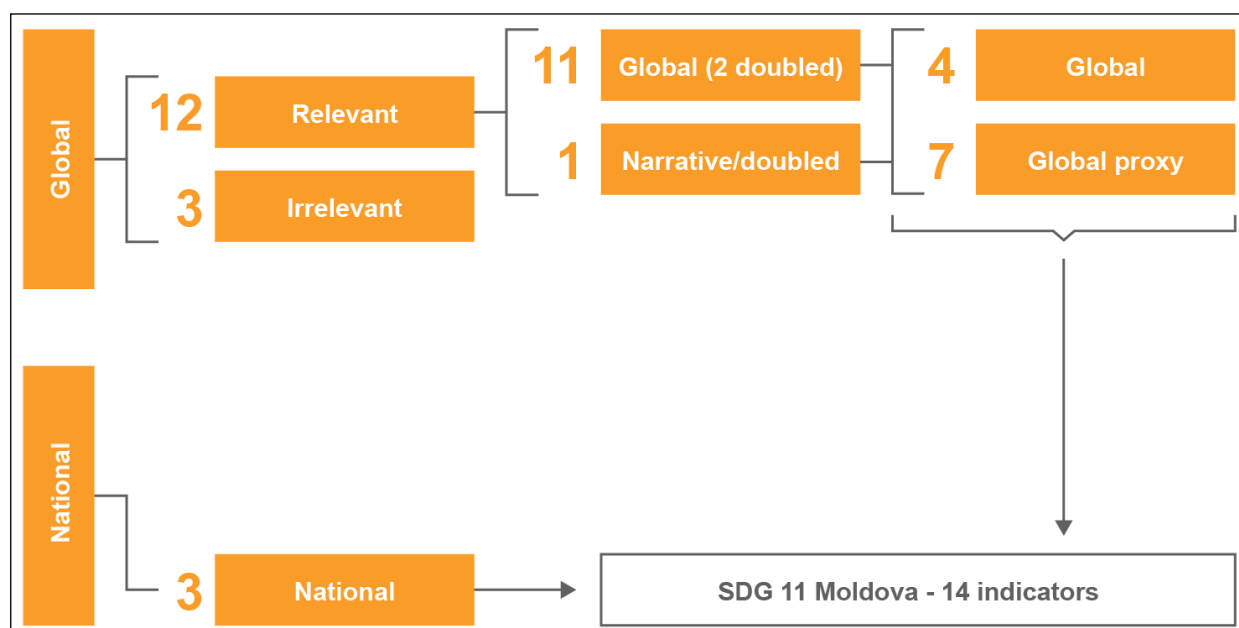 Global
12
Relevant
3
Irrelevant
11
Global (2 doubled)
1
Narrative/doubled
4
Global
7
Global proxy
National
3
National
SDG 11 Moldova - 14 indicators